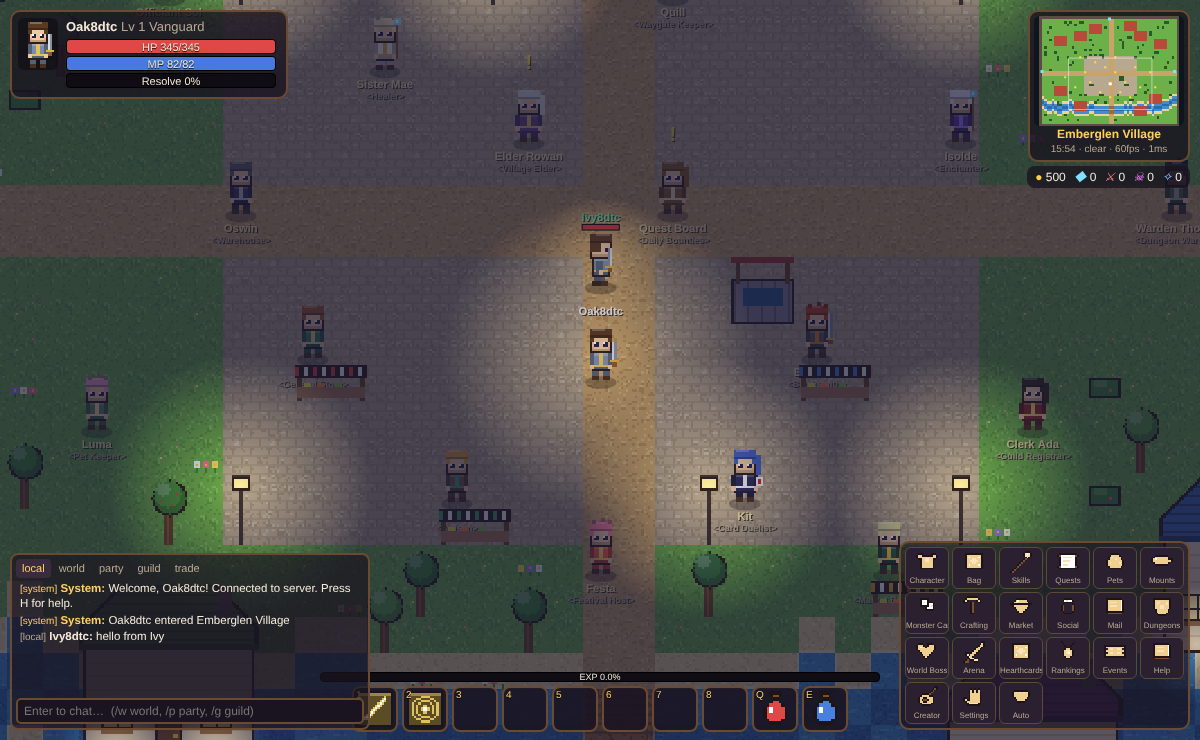 Oak8dtc Lv 1 Vanguard
HP 345/345
MP 82/82
Resolve 0%
Quill
<Waygate Keeper>
Sister Mae
<Healer>
!
Elder Rowan
<Village Elder>
!
Isolde
<Enchanter>
Emberglen Village
15:54 · clear · 60fps · 1ms
500 0 0 0 0
Oswin
<Warehouse>
Ivy8dtc
Quest Board
<Daily Bounties>
Warden Tho
<Dungeon War
Oak8dtc
Luma
<Pet Keeper>
Clerk Ada
<Guild Registrar>
Kit
<Card Duelist>
Festa
<Festival Host>
local world party guild trade
[system] System: Welcome, Oak8dtc! Connected to server. Press
H for help.
[system] System: Oak8dtc entered Emberglen Village
[local] Ivy8dtc: hello from Ivy
Enter to chat… (/w world, /p party, /g guild)
EXP 0.0%
2 3 4 5 6 7 8 Q E
Character Bag Skills Quests Pets Mounts
Monster Ca Crafting Market Social Mail Dungeons
World Boss Arena Hearthcards Rankings Events Help
Creator Settings Auto